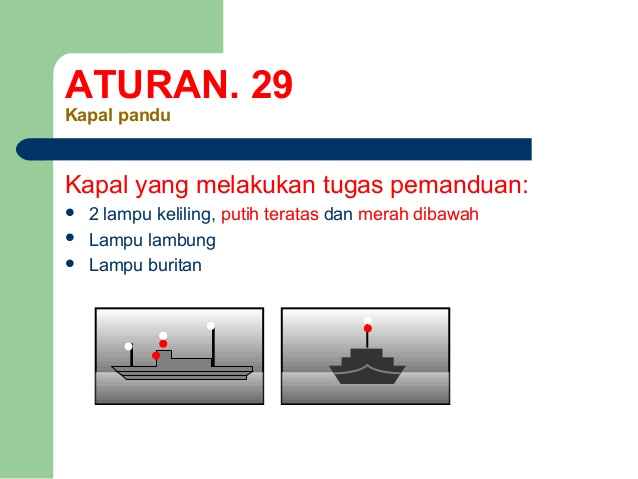 ATURAN. 29
Kapal pandu
Kapal yang melakukan tugas pemanduan:
2 lampu keliling, putih teratas dan merah dibawah
Lampu lambung
Lampu buritan